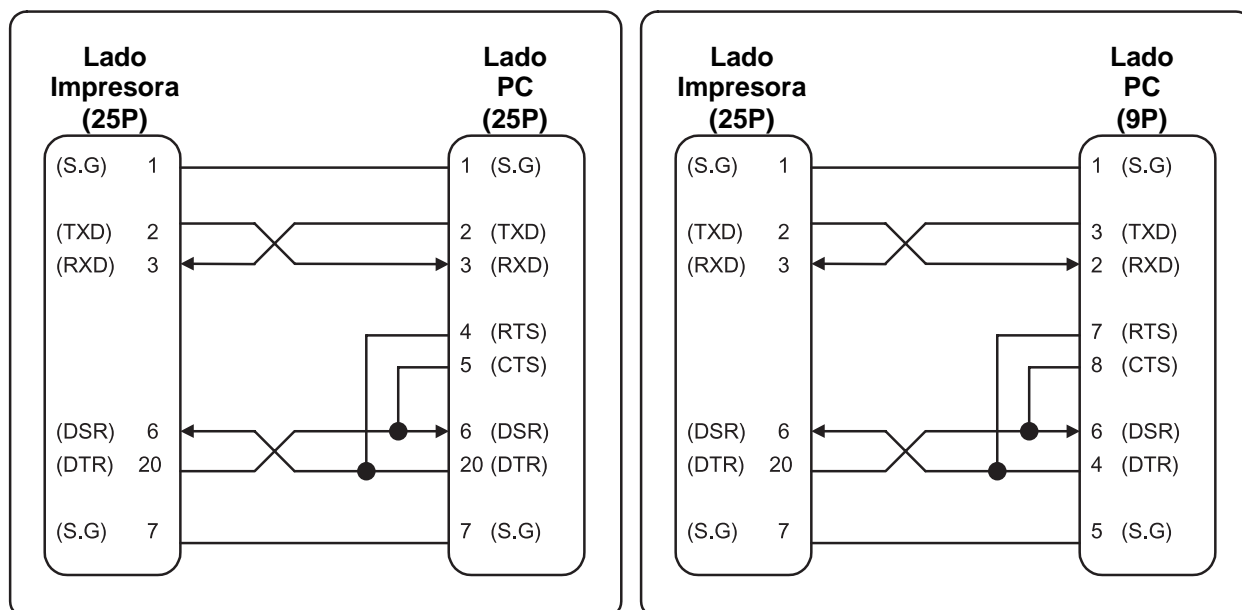 Lado
Impresora
(25P)
Lado
PC
(25P)
(S.G) 1
1 (S.G)
(TXD) 2
2 (TXD)
(RXD) 3
3 (RXD)
4 (RTS)
5 (CTS)
(DSR) 6
6 (DSR)
(DTR) 20
20 (DTR)
(S.G) 7
7 (S.G)
Lado
Impresora
(25P)
Lado
PC
(9P)
(S.G) 1
1 (S.G)
(TXD) 2
3 (TXD)
(RXD) 3
2 (RXD)
7 (RTS)
8 (CTS)
(DSR) 6
6 (DSR)
(DTR) 20
4 (DTR)
(S.G) 7
5 (S.G)